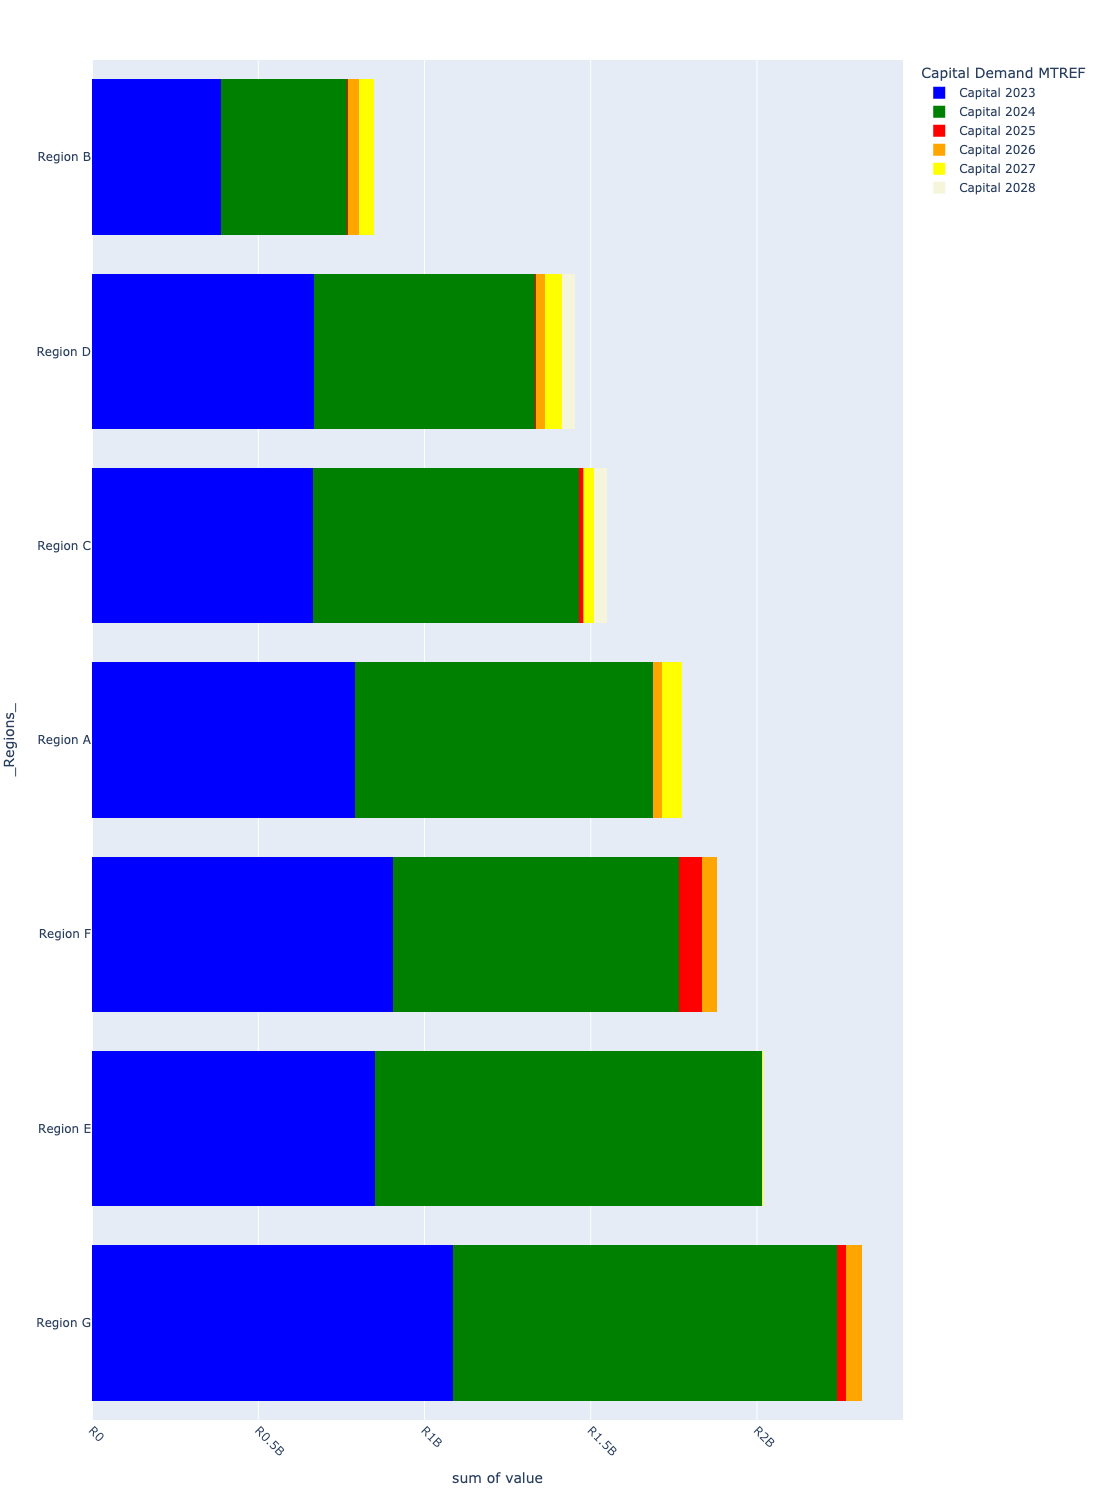 Capital Demand MTREF
Capital 2023
Capital 2024
Capital 2025
Capital 2026
Capital 2027
Capital 2028
Region B
Region D
Region C
Region A
Region F
Region E
Region G
_Regions_
R0
R0.5B
R1B
R1.5B
R2B
sum of value